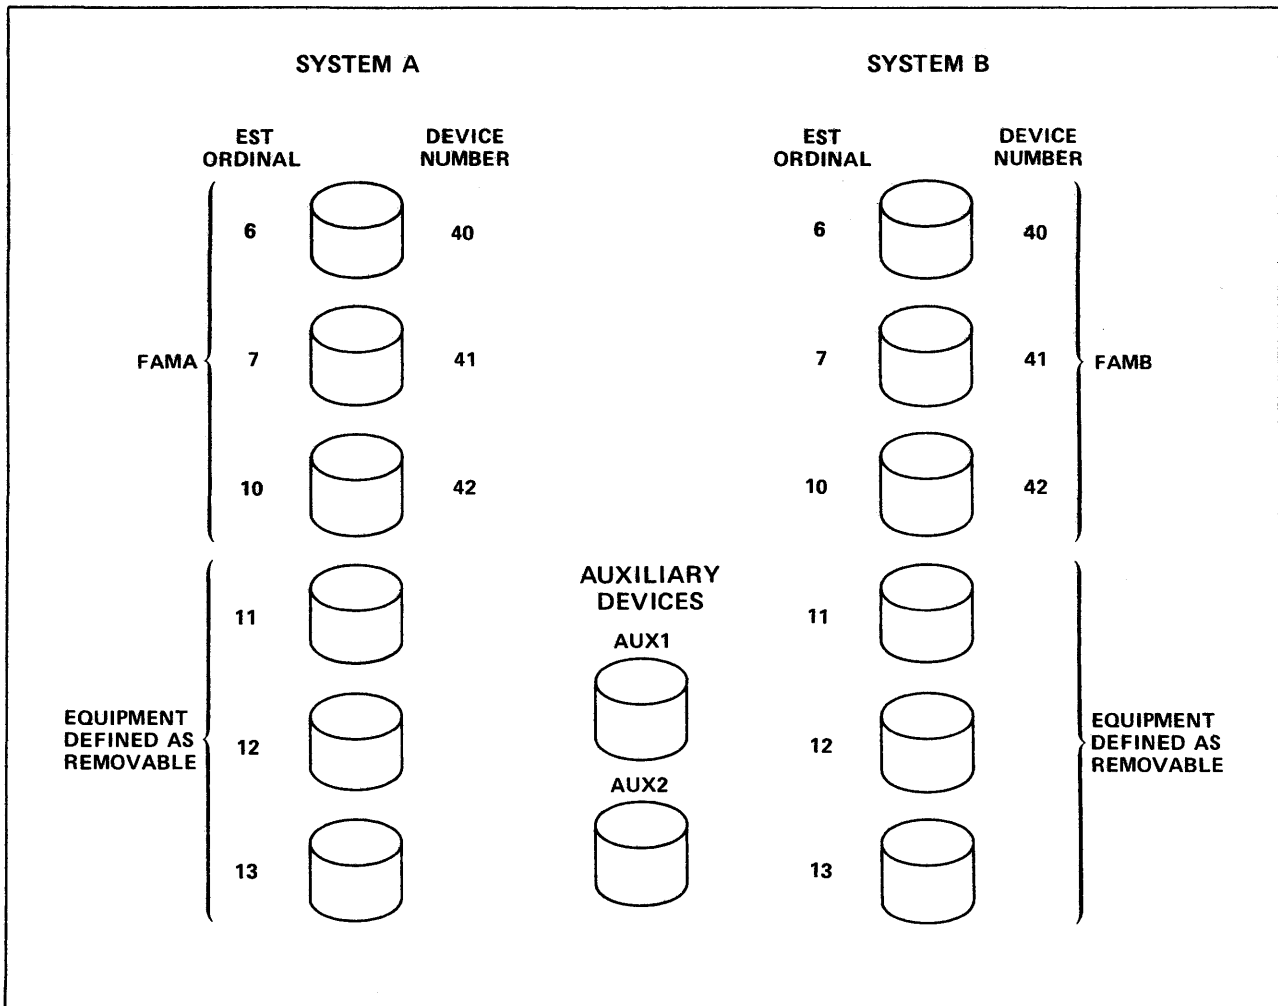 SYSTEM A
EST
ORDINAL
DEVICE
NUMBER
6
40
FAMA
7
41
10
42
11
EQUIPMENT
DEFINED AS
REMOVABLE
12
13
AUXILIARY
DEVICES
AUX1
AUX2
SYSTEM B
EST
ORDINAL
DEVICE
NUMBER
6
40
7
41
FAMB
10
42
11
12
EQUIPMENT
DEFINED AS
REMOVABLE
13